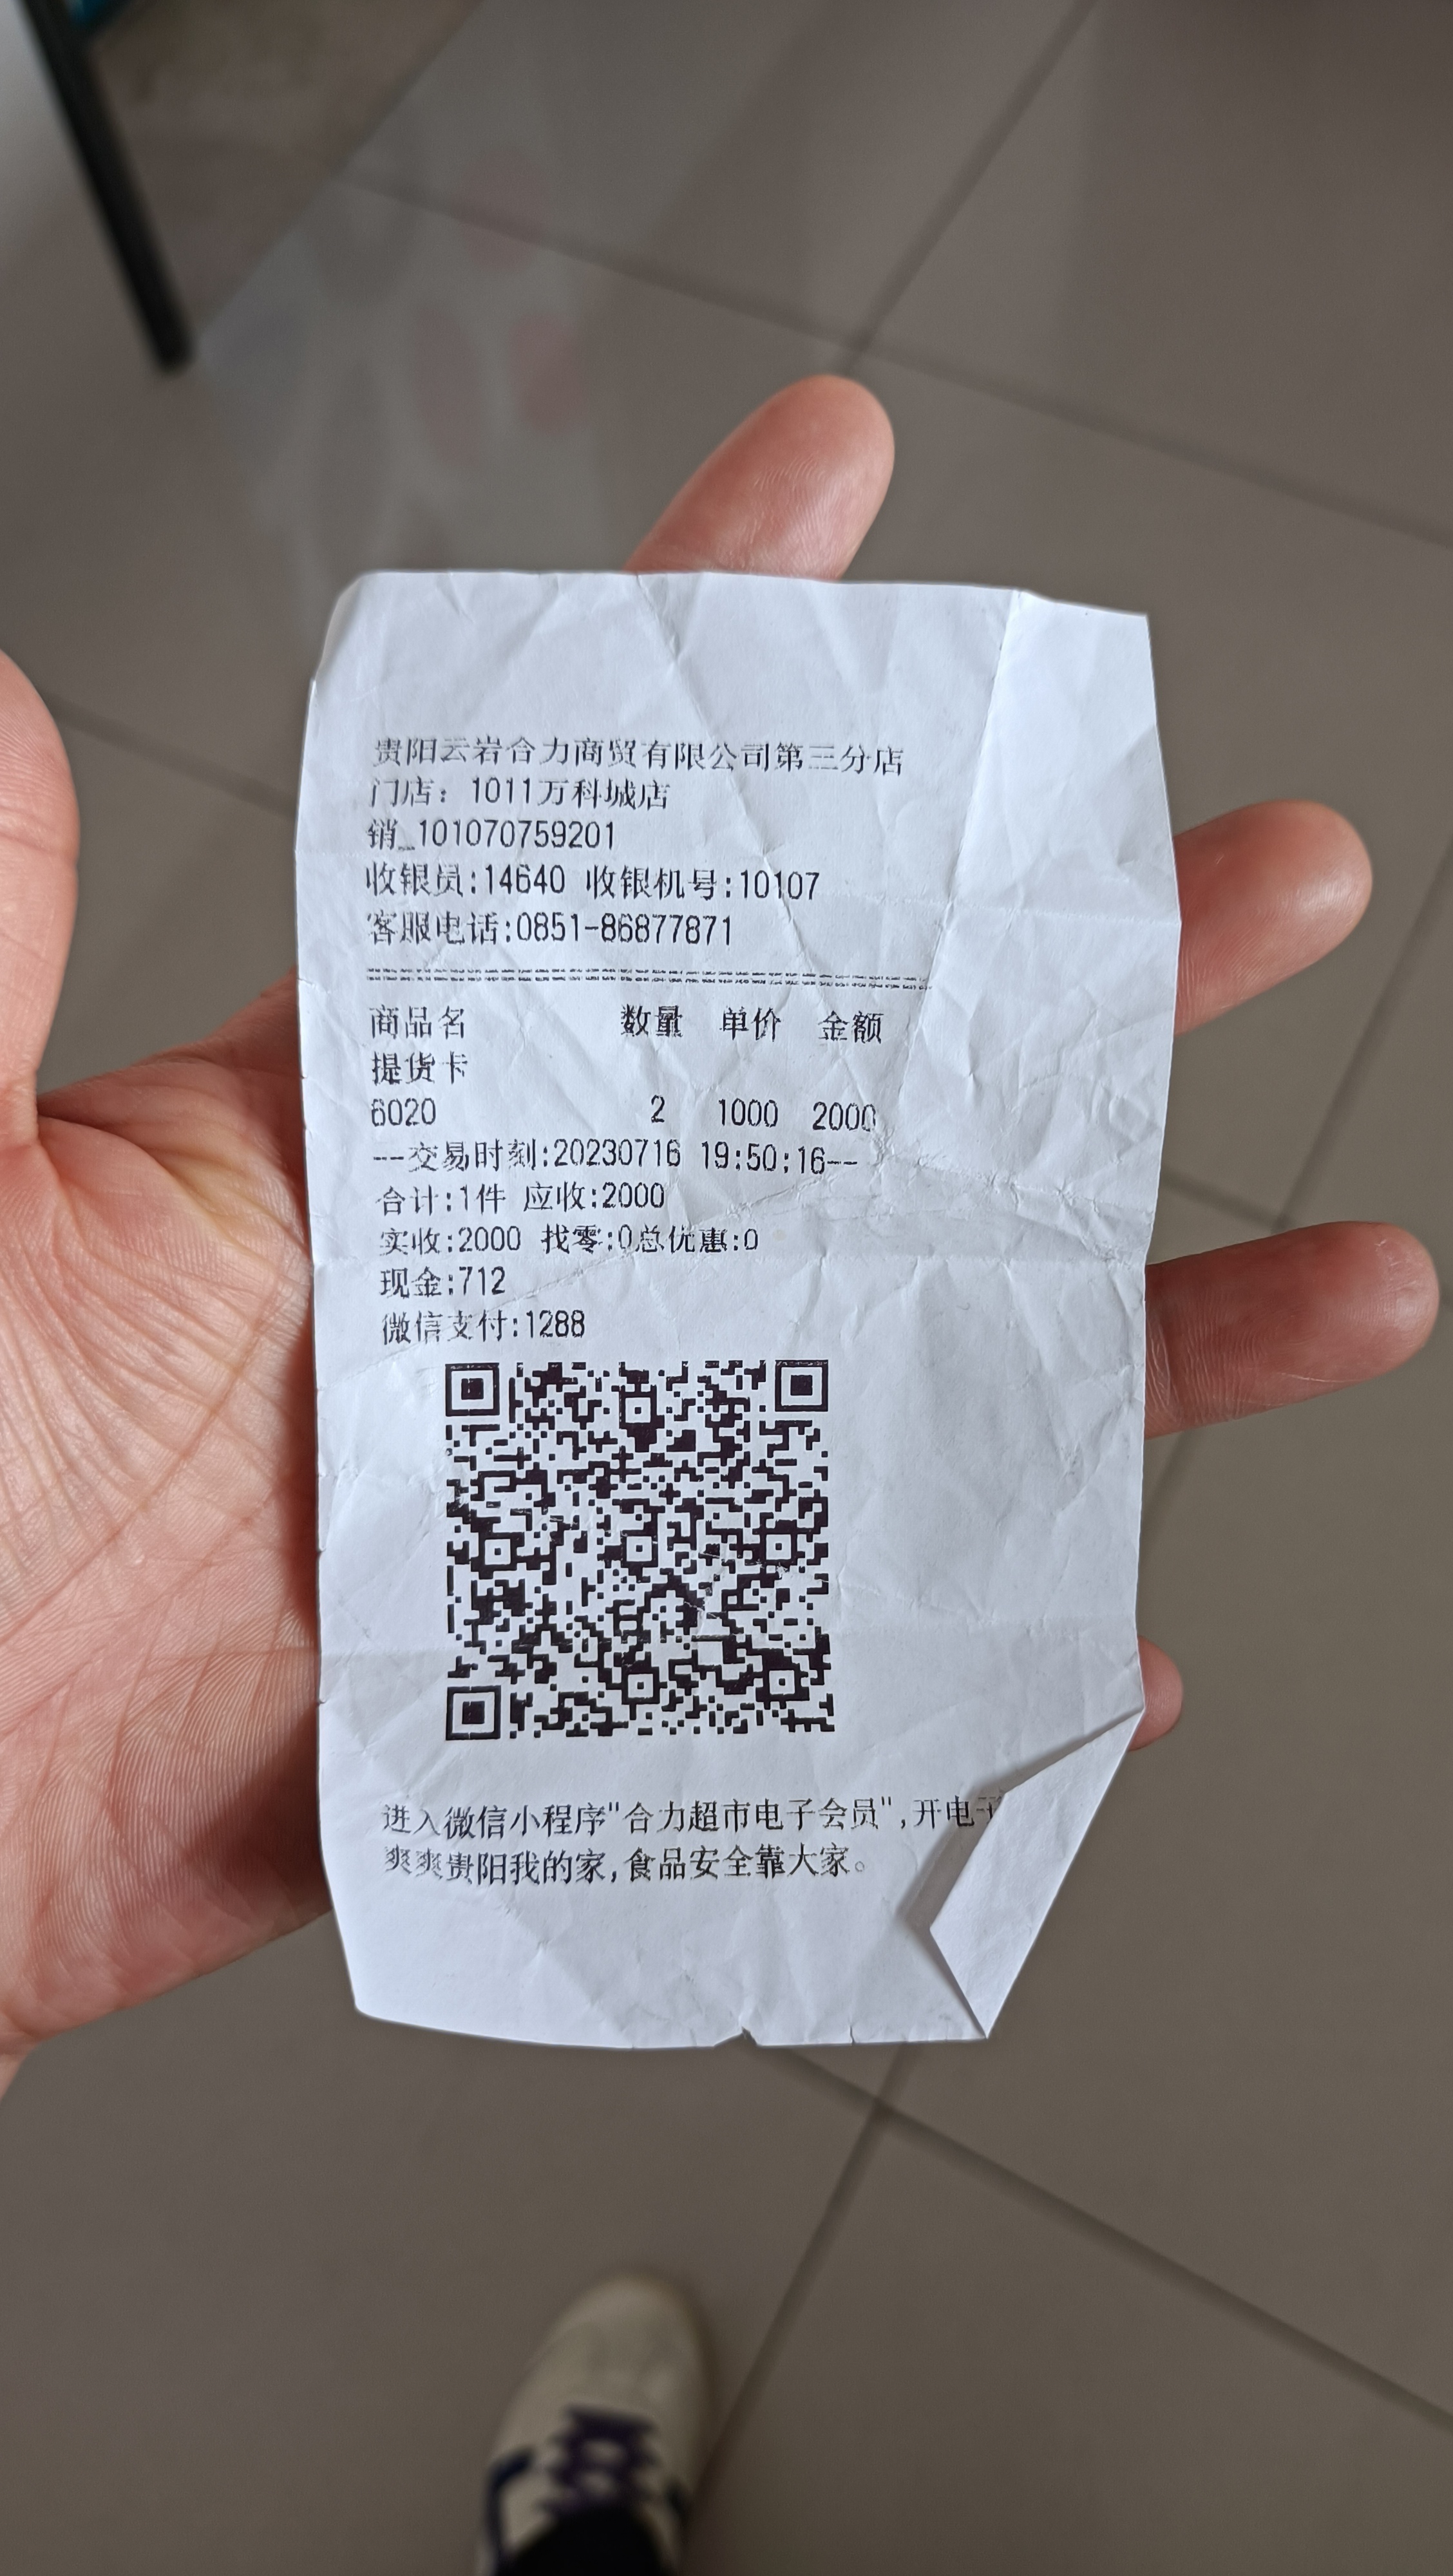 贵阳云岩合力商贸有限公司第三分店
门店：1011万科城店
销_101070759201
收银员:14640 收银机号:10107
客服电话:0851-86877871
商品名 数量 单价 金额
提货卡
6020 2 1000 2000
--交易时刻:20230716 19:50:16--
合计:1件 应收:2000
实收:2000 找零:0总优惠:0
现金:712
微信支付:1288
进入微信小程序"合力超市电子会员",开电子
爽爽贵阳我的家,食品安全靠大家。